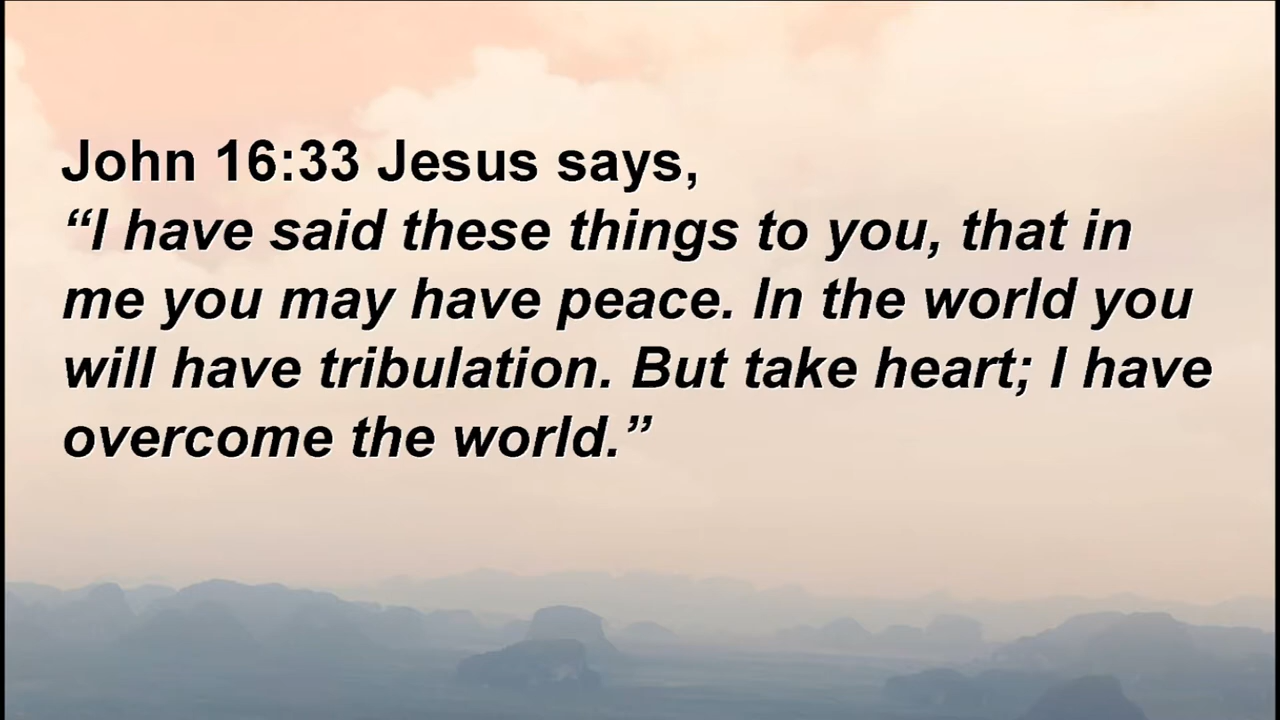 John 16:33 Jesus says,
“I have said these things to you, that in
me you may have peace. In the world you
will have tribulation. But take heart; I have
overcome the world.”